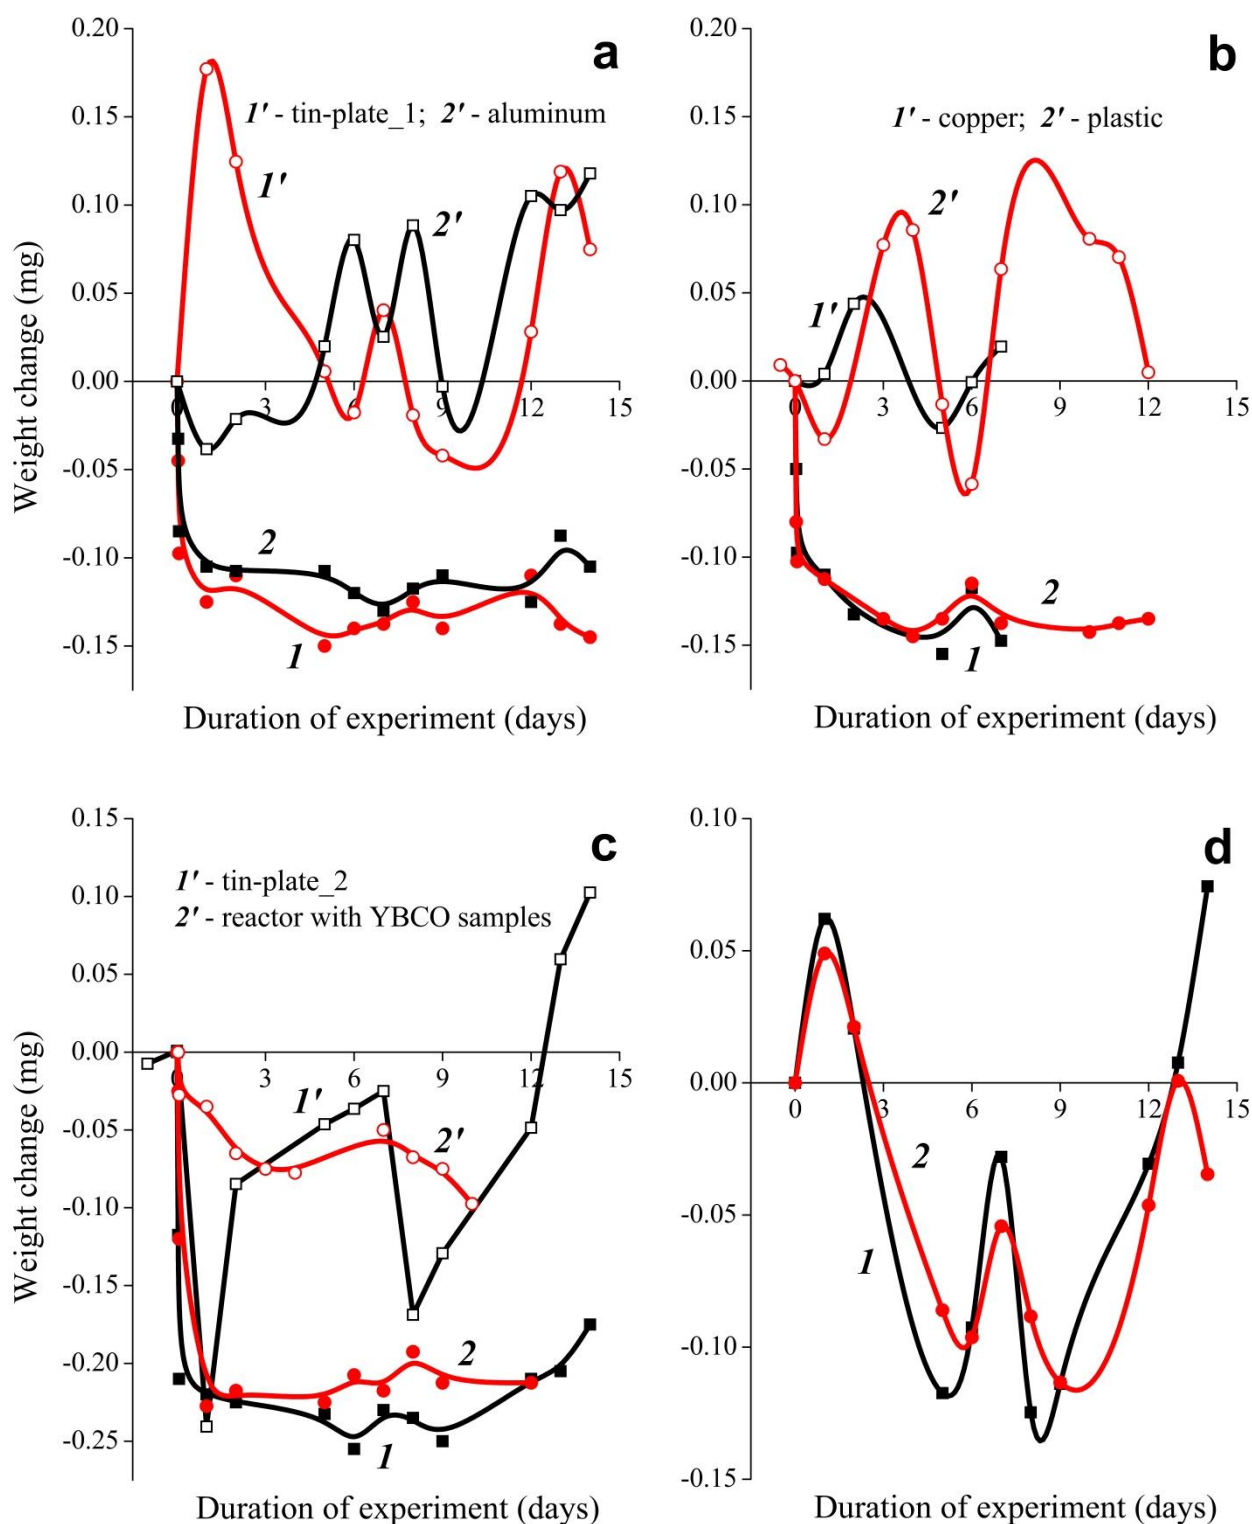 a
0.20
0.15
0.10
0.05
0.00
-0.05
-0.10
-0.15
0 3 6 9 12 15
1' - tin-plate_1; 2' - aluminum
1'
2'
2
1
Weight change (mg)
Duration of experiment (days)
b
0.20
0.15
0.10
0.05
0.00
-0.05
-0.10
-0.15
0 3 6 9 12 15
1' - copper; 2' - plastic
1'
2'
2
1
Duration of experiment (days)
c
0.15
0.10
0.05
0.00
-0.05
-0.10
-0.15
-0.20
-0.25
0 3 6 9 12 15
1' - tin-plate_2
2' - reactor with YBCO samples
1'
2'
2
1
Weight change (mg)
Duration of experiment (days)
d
0.10
0.05
0.00
-0.05
-0.10
-0.15
0 3 6 9 12 15
2
1
Duration of experiment (days)